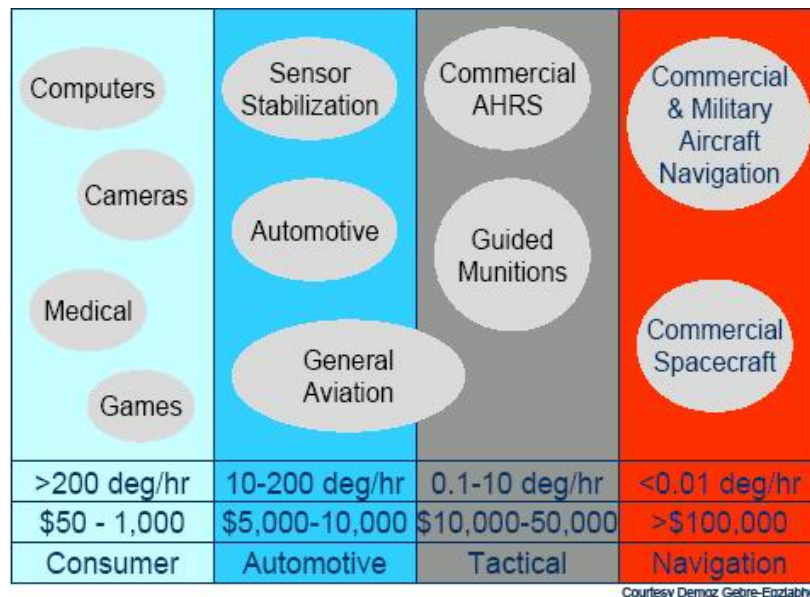 Computers
Cameras
Medical
Games
Sensor
Stabilization
Automotive
General
Aviation
Commercial
AHRS
Guided
Munitions
Commercial
& Military
Aircraft
Navigation
Commercial
Spacecraft
>200 deg/hr 10-200 deg/hr 0.1-10 deg/hr <0.01 deg/hr
$50 - 1,000 $5,000-10,000 $10,000-50,000 >$100,000
Consumer Automotive Tactical Navigation
Courtesy Demoz